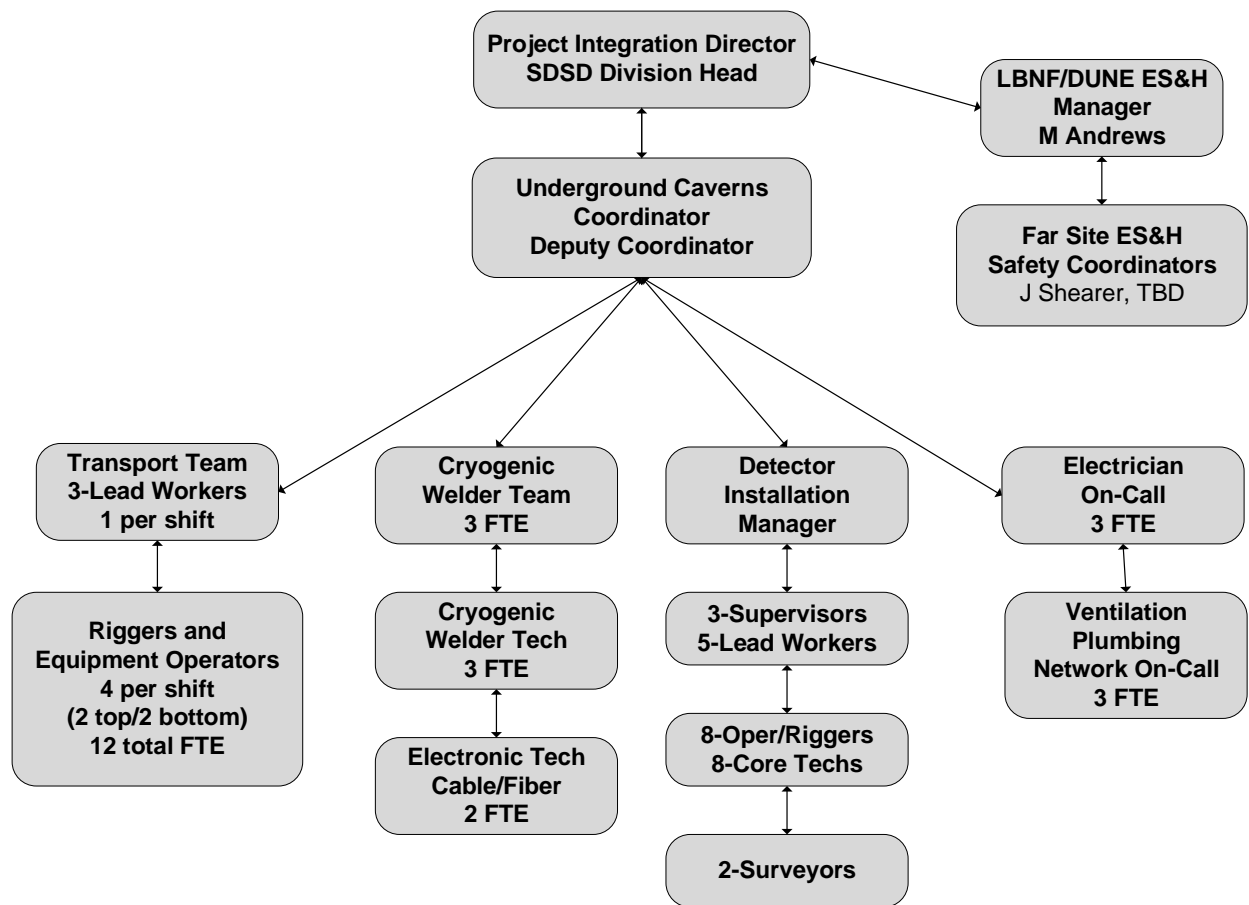 Project Integration Director
SDSD Division Head
LBNF/DUNE ES&H
Manager
M Andrews
Underground Caverns
Coordinator
Deputy Coordinator
Far Site ES&H
Safety Coordinators
J Shearer, TBD
Transport Team
3-Lead Workers
1 per shift
Cryogenic
Welder Team
3 FTE
Detector
Installation
Manager
Electrician
On-Call
3 FTE
Riggers and
Equipment Operators
4 per shift
(2 top/2 bottom)
12 total FTE
Cryogenic
Welder Tech
3 FTE
3-Supervisors
5-Lead Workers
Ventilation
Plumbing
Network On-Call
3 FTE
Electronic Tech
Cable/Fiber
2 FTE
8-Oper/Riggers
8-Core Techs
2-Surveyors